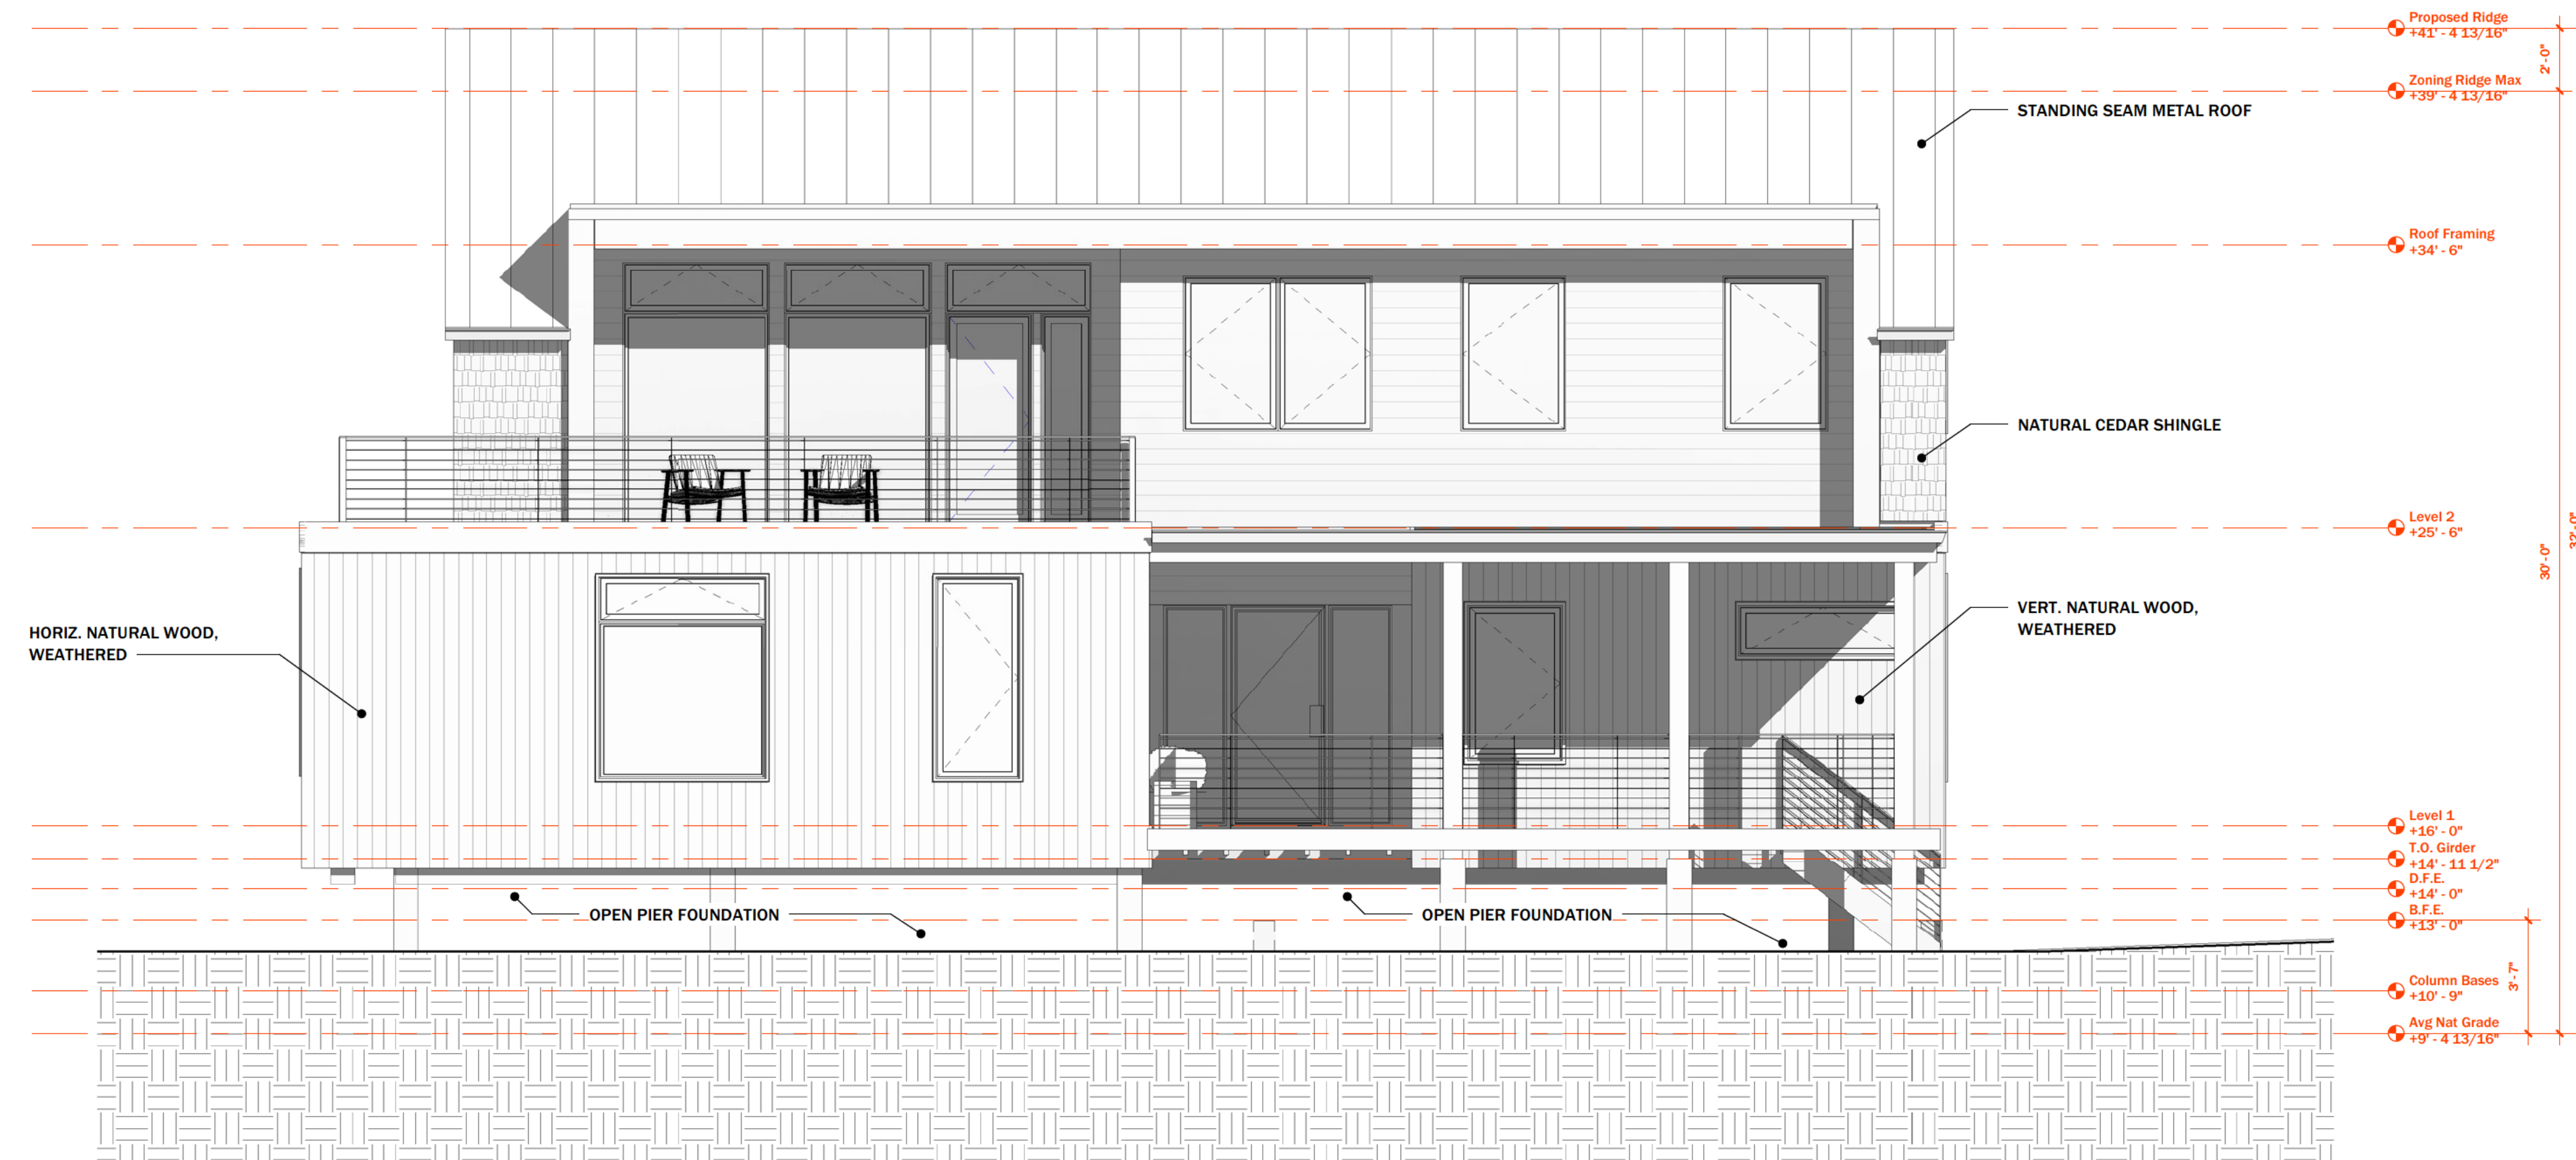 Proposed Ridge
+41' - 4 13/16"
2'-0"
Zoning Ridge Max
+39' - 4 13/16"
STANDING SEAM METAL ROOF
Roof Framing
+34' - 6"
NATURAL CEDAR SHINGLE
Level 2
+25' - 6"
32'-0"
30'-0"
HORIZ. NATURAL WOOD,
WEATHERED
VERT. NATURAL WOOD,
WEATHERED
Level 1
+16' - 0"
T.O. Girder
+14' - 11 1/2"
D.F.E.
+14' - 0"
OPEN PIER FOUNDATION
OPEN PIER FOUNDATION
B.F.E.
+13' - 0"
3'-7"
Column Bases
+10' - 9"
Avg Nat Grade
+9' - 4 13/16"